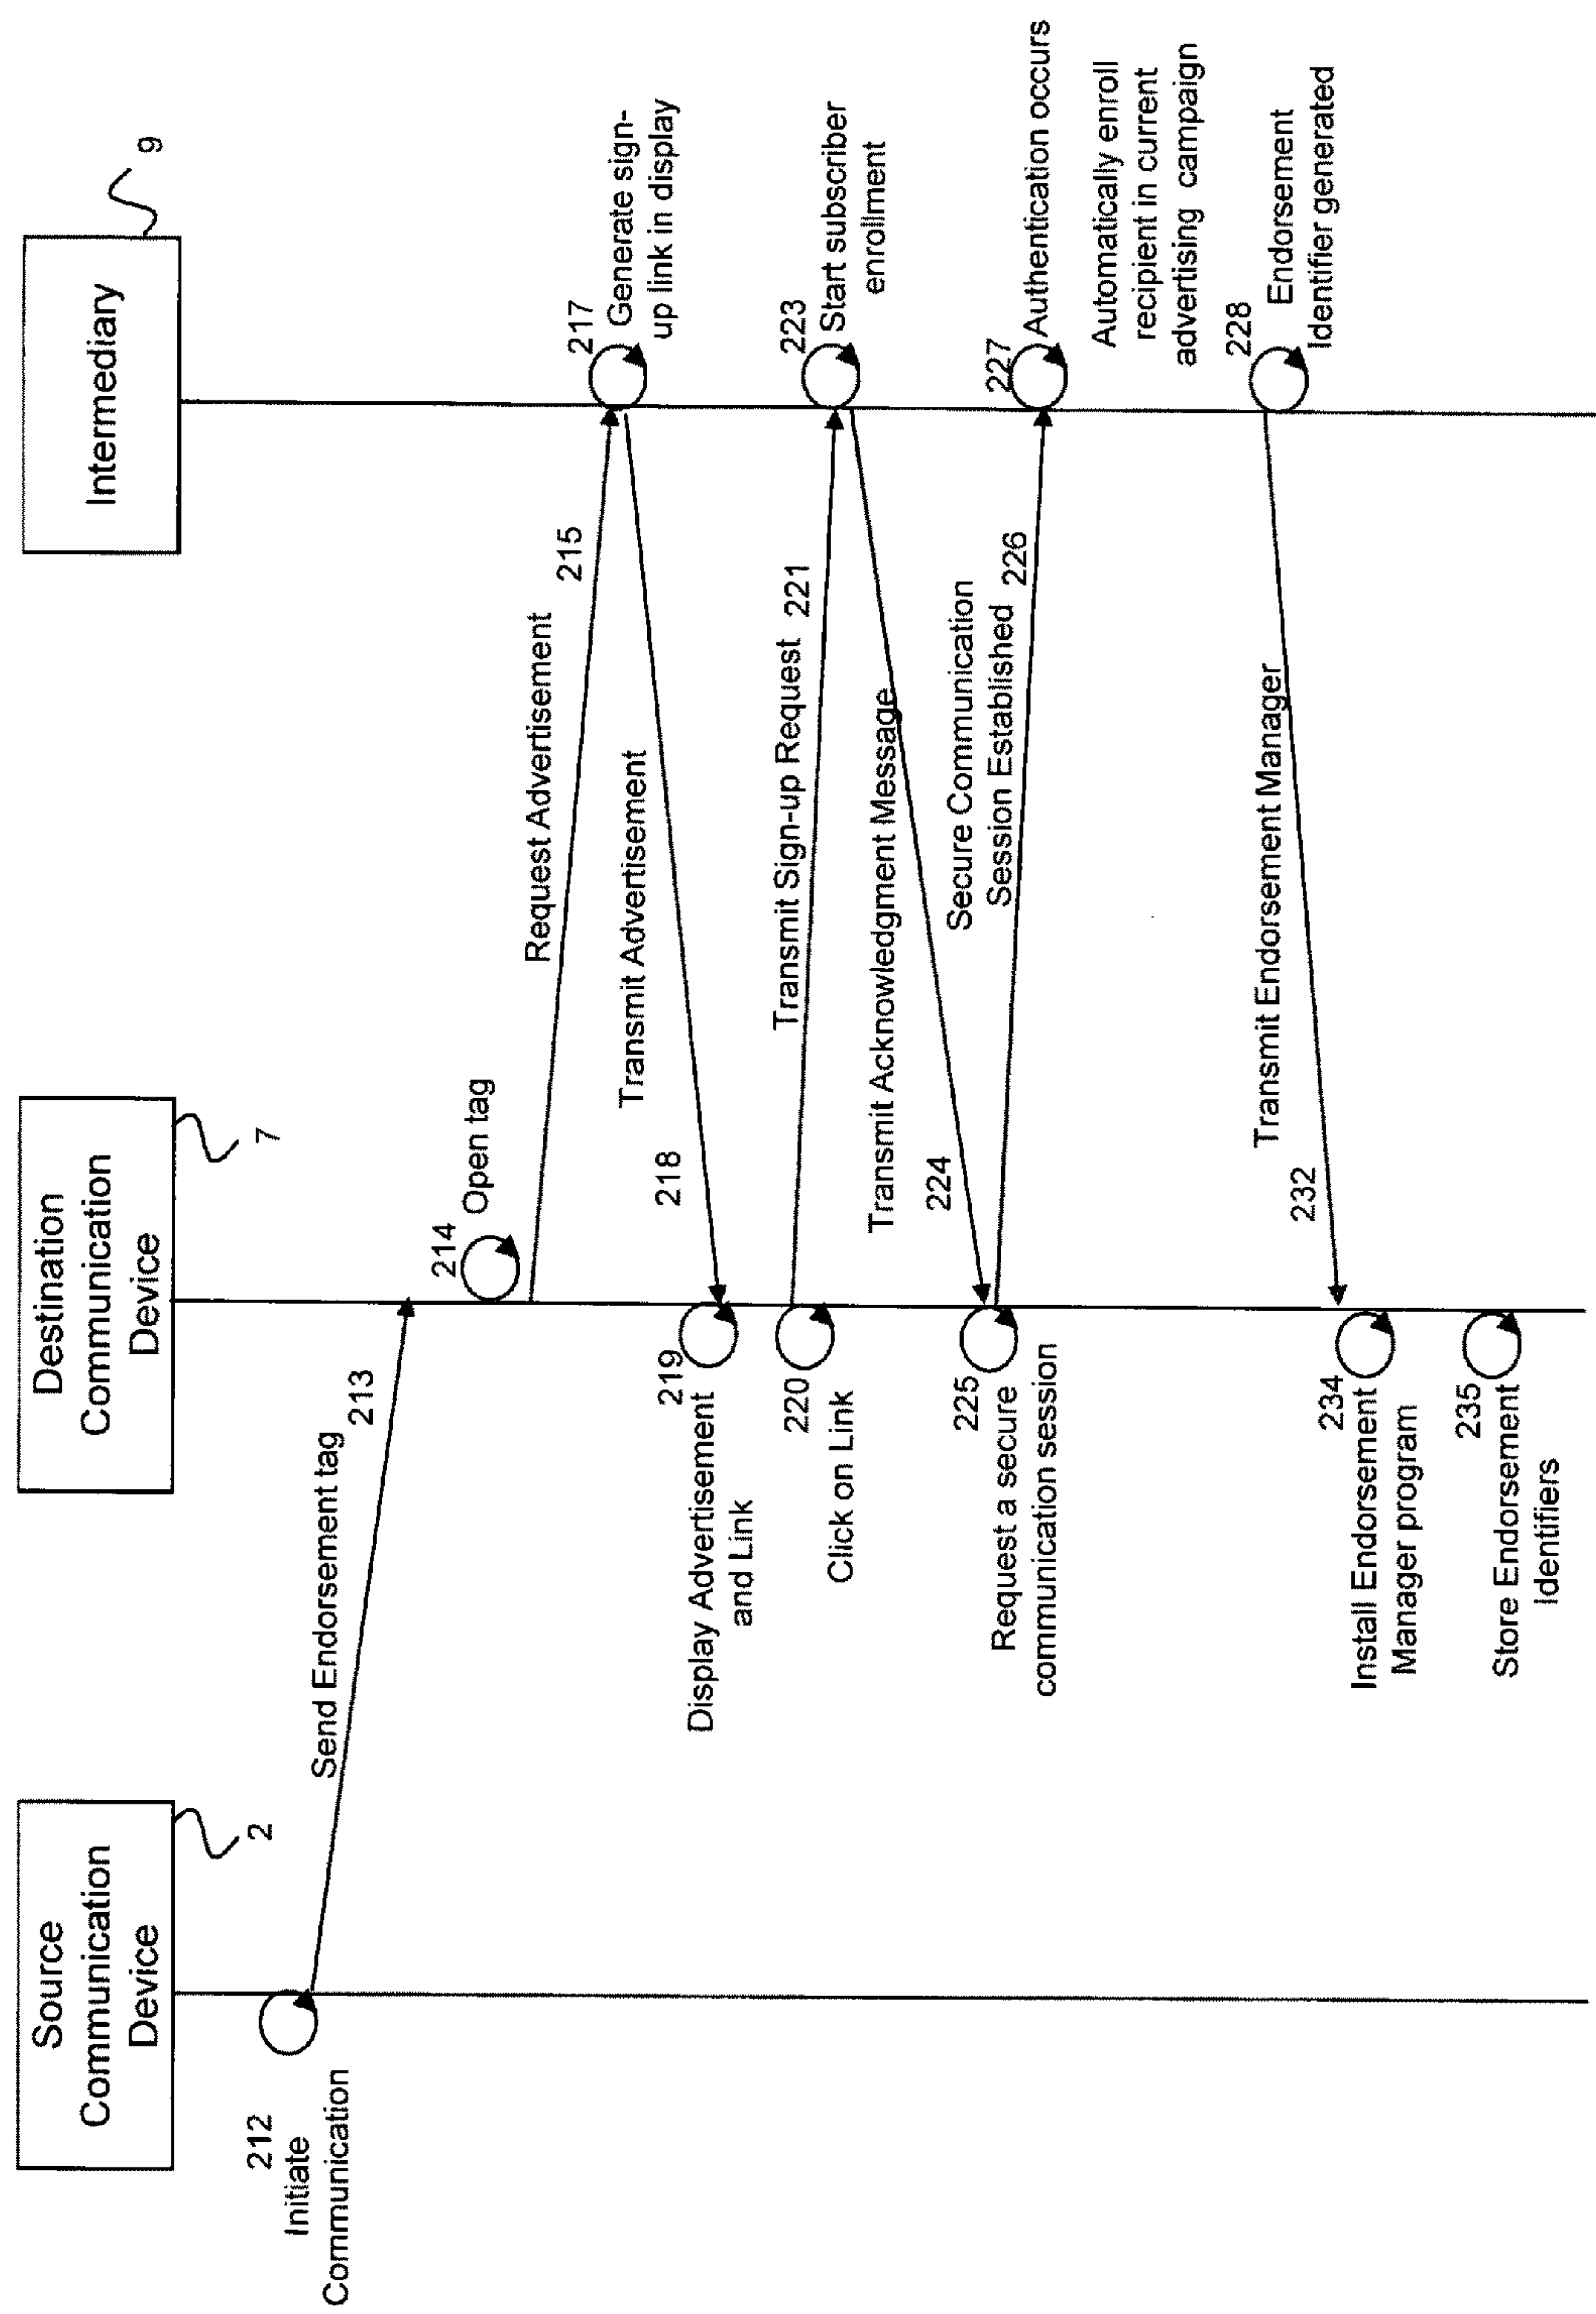 Source
Communication
Device
2
Destination
Communication
Device
7
Intermediary
9
212
Initiate
Communication
Send Endorsement tag
213
214
Open tag
Request Advertisement
215
217
Generate sign-
up link in display
Transmit Advertisement
218
219
Display Advertisement
and Link
220
Click on Link
Transmit Sign-up Request 221
223
Start subscriber
enrollment
Transmit Acknowledgment Message
224
225
Request a secure
communication session
Secure Communication
Session Established 226
227
Authentication occurs
Automatically enroll
recipient in current
advertising campaign
228
Endorsement
Identifier generated
Transmit Endorsement Manager
232
234
Install Endorsement
Manager program
235
Store Endorsement
Identifiers